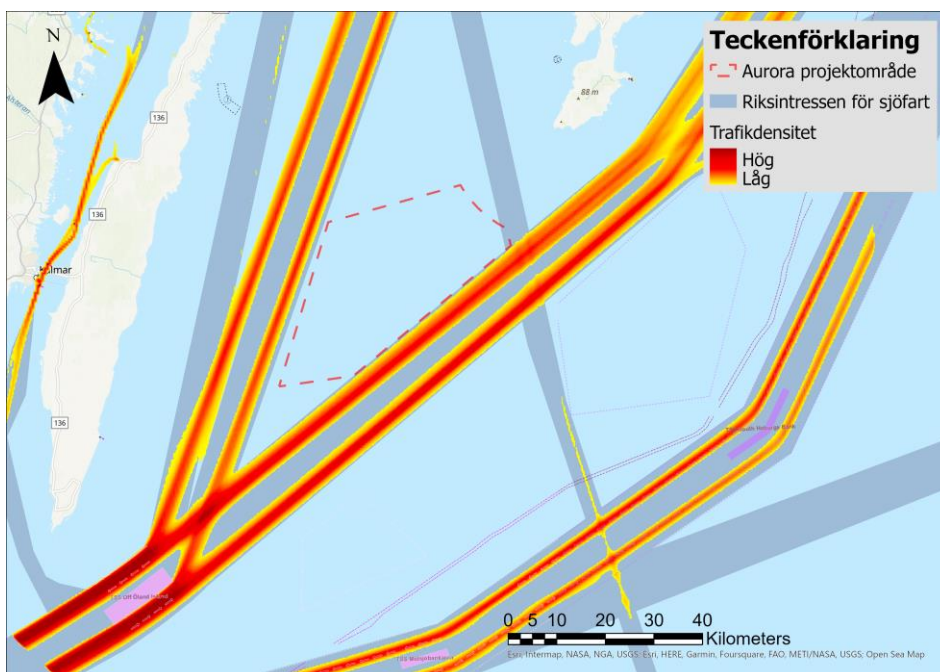 N
136
88 m
Teckenförklaring
Aurora projektområde
Riksintressen för sjöfart
Trafikdensitet
Hög
Låg
136
136
0 5 10 20 30 40
Kilometers
Esri, Intermap, NASA, NGA, USGS; Esri, HERE, Garmin, Foursquare, FAO, METI/NASA, USGS; Open Sea Map